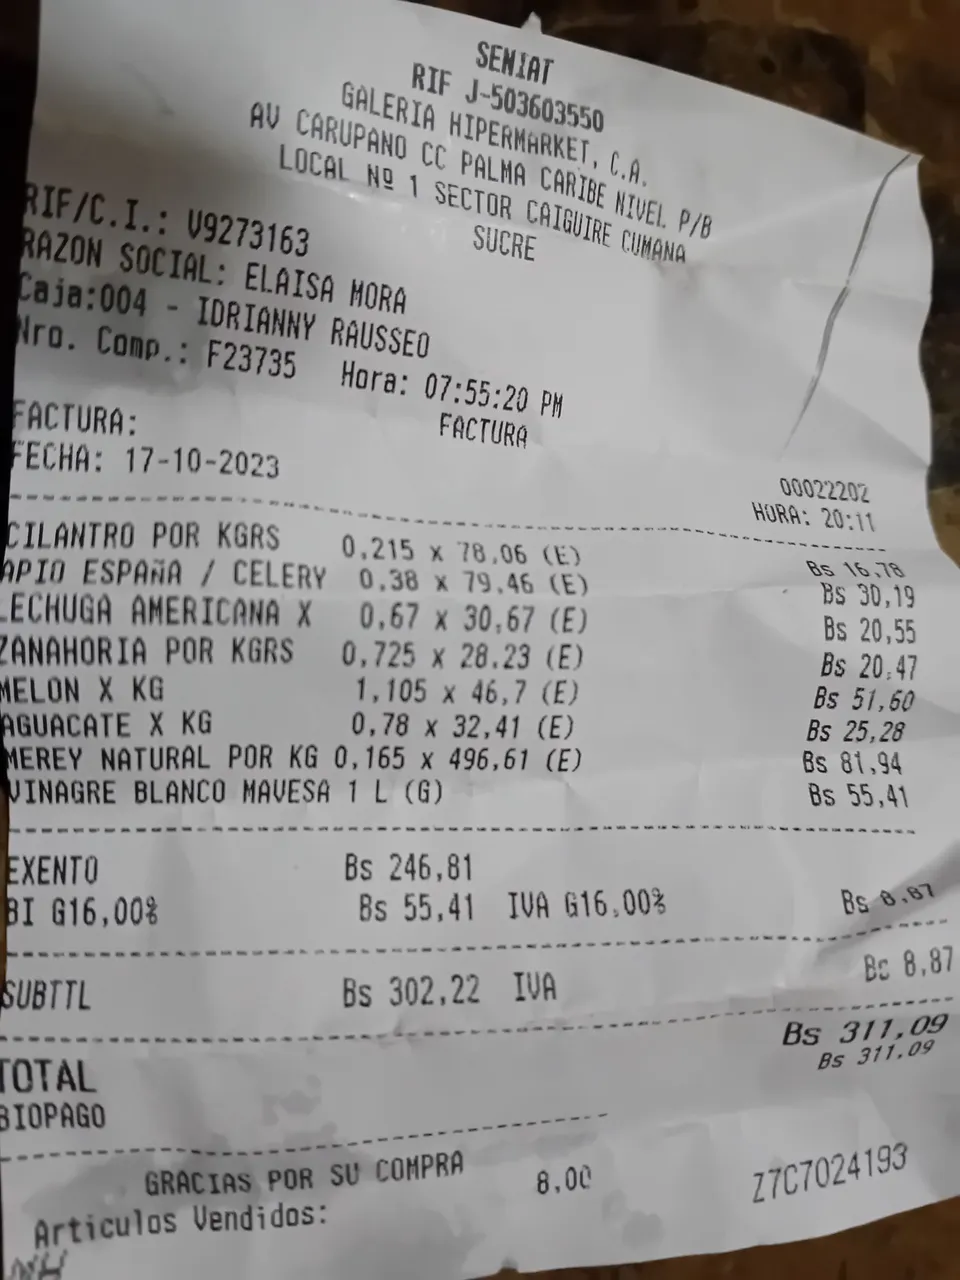 SENIAT
RIF J-503603550
GALERIA HIPERMARKET, C.A.
AV CARUPANO CC PALMA CARIBE NIVEL P/B
LOCAL Nº 1 SECTOR CAIGUIRE CUMANA
SUCRE
RIF/C.I.: V9273163
RAZON SOCIAL: ELAISA MORA
Caja:004 - IDRIANNY RAUSSEO
Nro. Comp.: F23735 Hora: 07:55:20 PM
FACTURA
FACTURA: 00022202
FECHA: 17-10-2023 HORA: 20:11
CILANTRO POR KGRS 0,215 x 78,06 (E) Bs 16,78
APIO ESPAÑA / CELERY 0,38 x 79,46 (E) Bs 30,19
LECHUGA AMERICANA X 0,67 x 30,67 (E) Bs 20,55
ZANAHORIA POR KGRS 0,725 x 28.23 (E) Bs 20,47
MELON X KG 1,105 x 46,7 (E) Bs 51,60
AGUACATE X KG 0,78 x 32,41 (E) Bs 25,28
MEREY NATURAL POR KG 0,165 x 496,61 (E) Bs 81,94
VINAGRE BLANCO MAVESA 1 L (G) Bs 55,41
EXENTO Bs 246,81
BI G16,00% Bs 55,41 IVA G16,00% Bs 8,87
SUBTTL Bs 302,22 IVA Bs 8,87
TOTAL Bs 311,09
BIOPAGO Bs 311,09
GRACIAS POR SU COMPRA
Articulos Vendidos: 8,00
Z7C7024193